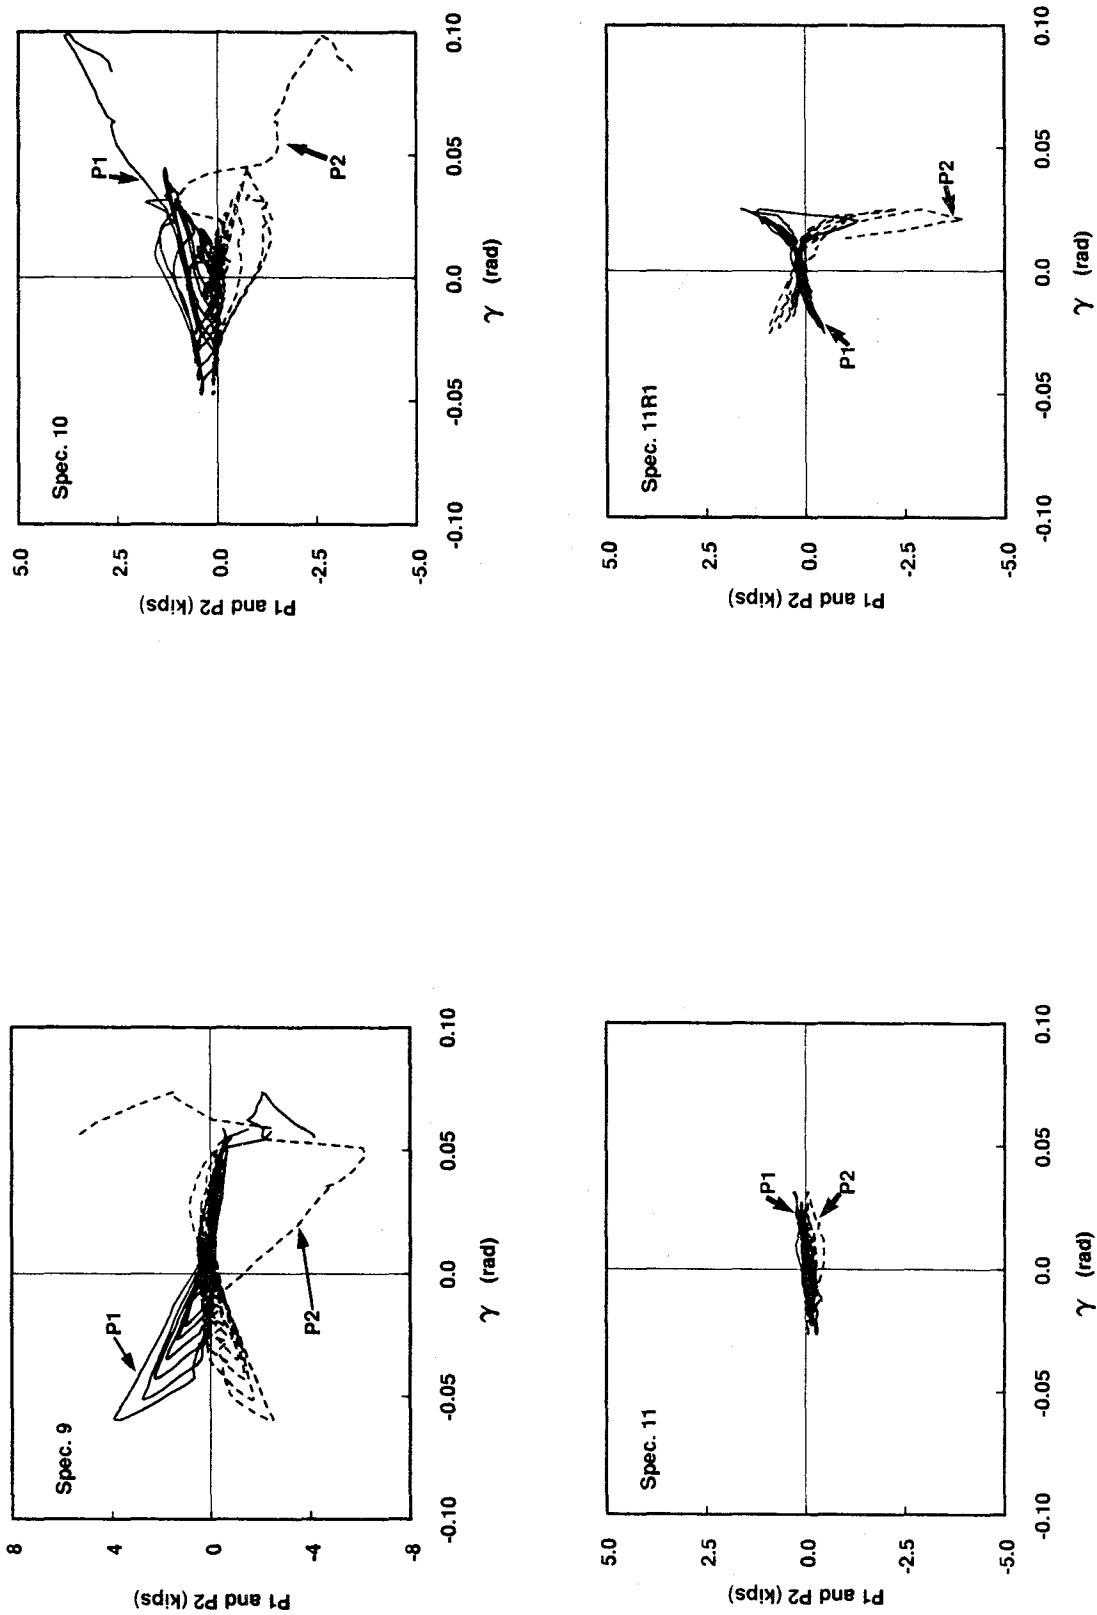 Spec. 9
P1 and P2 (kips)
8
4
0
-4
-8
P1
P2
-0.10
-0.05
0.0
0.05
0.10
γ (rad)
Spec. 10
P1 and P2 (kips)
5.0
2.5
0.0
-2.5
-5.0
P1
P2
-0.10
-0.05
0.0
0.05
0.10
γ (rad)
Spec. 11
P1 and P2 (kips)
5.0
2.5
0.0
-2.5
-5.0
P1
P2
-0.10
-0.05
0.0
0.05
0.10
γ (rad)
Spec. 11R1
P1 and P2 (kips)
5.0
2.5
0.0
-2.5
-5.0
P1
P2
-0.10
-0.05
0.0
0.05
0.10
γ (rad)